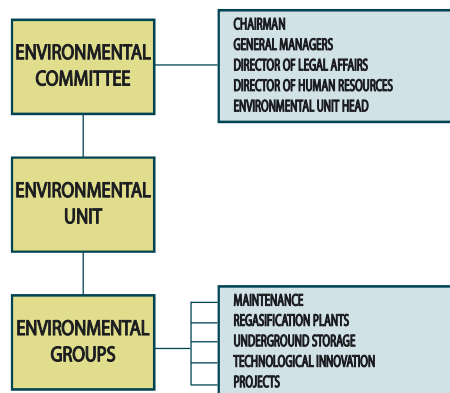 ENVIRONMENTAL
COMMITTEE
CHAIRMAN
GENERAL MANAGERS
DIRECTOR OF LEGAL AFFAIRS
DIRECTOR OF HUMAN RESOURCES
ENVIRONMENTAL UNIT HEAD
ENVIRONMENTAL
UNIT
ENVIRONMENTAL
GROUPS
MAINTENANCE
REGASIFICATION PLANTS
UNDERGROUND STORAGE
TECHNOLOGICAL INNOVATION
PROJECTS